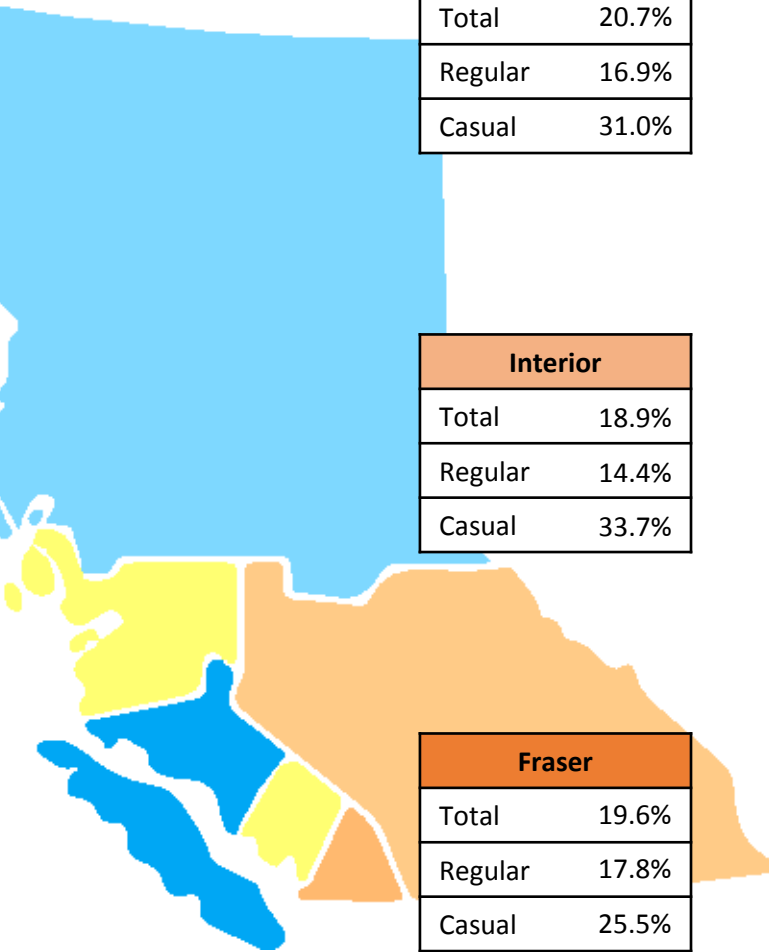 Total 20.7%
Regular 16.9%
Casual 31.0%
Interior
Total 18.9%
Regular 14.4%
Casual 33.7%
Fraser
Total 19.6%
Regular 17.8%
Casual 25.5%